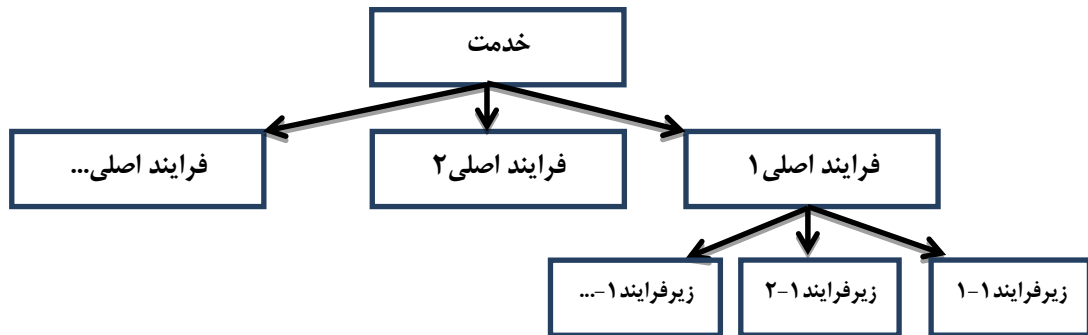 خدمت
فرایند اصلی۱
فرایند اصلی۲
فرایند اصلی...
زیرفرایند۱-۱
زیرفرایند۱-۲
زیرفرایند۱-...